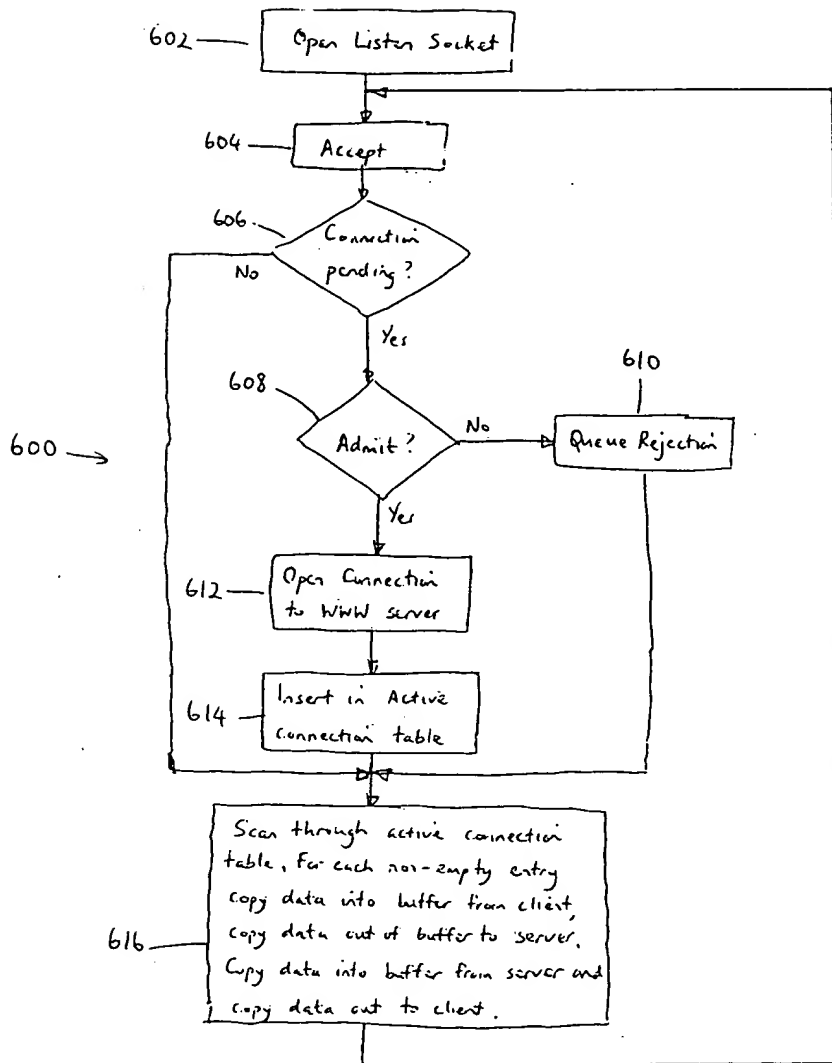 602
Open Listen Socket
604
Accept
606
Connection
pending?
No
Yes
608
610
Admit?
No
Queue Rejection
600
Yes
612
Open Connection
to WWW server
614
Insert in Active
connection table
616
Scan through active connection
table. For each non-empty entry
copy data into buffer from client,
copy data out of buffer to server.
Copy data into buffer from server and
copy data out to client.